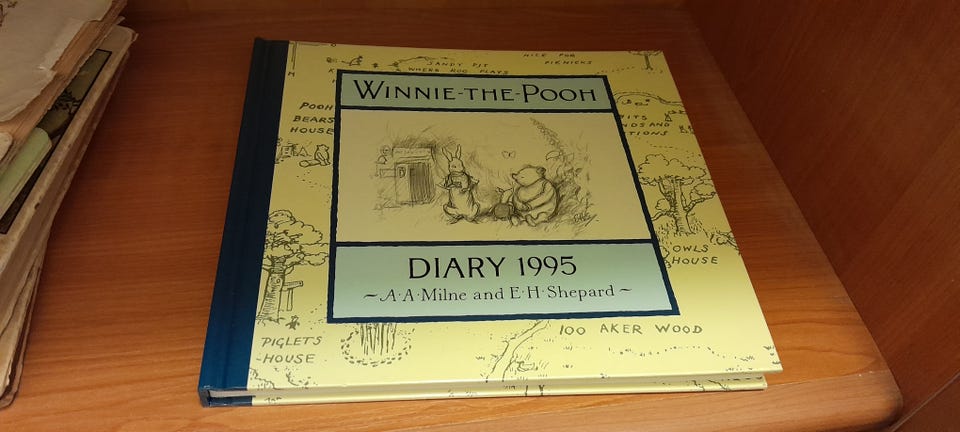 NICE FOR
PIKNICKS
SANDY PIT
WHERE ROO PLAYS
WINNIE-THE-POOH
POOH
BEARS
HOUSE
OWLS
HOUSE
DIARY 1995
~A·A·Milne and E·H·Shepard~
100 AKER WOOD
PIGLETS
HOUSE